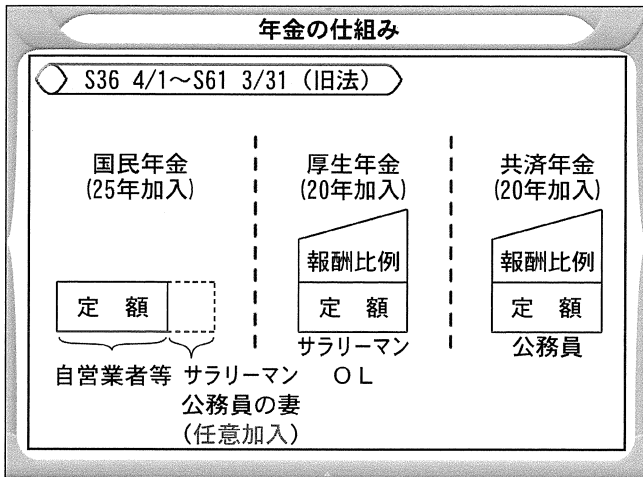 年金の仕組み
S36 4/1～S61 3/31（旧法）
国民年金
(25年加入)
厚生年金
(20年加入)
共済年金
(20年加入)
報酬比例
報酬比例
定　額
定　額
定　額
サラリーマン
ＯＬ
公務員
自営業者等
サラリーマン
公務員の妻
（任意加入）